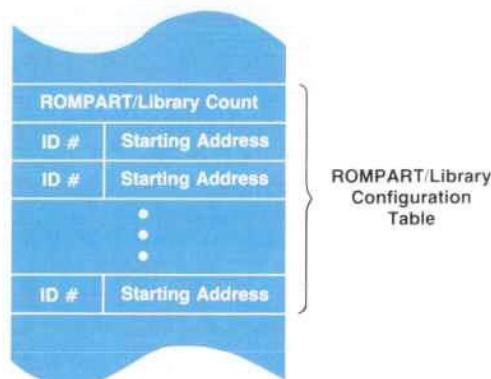 ROMPART/Library Count
ID # Starting Address
ID # Starting Address
ID # Starting Address
ROMPART/Library
Configuration
Table